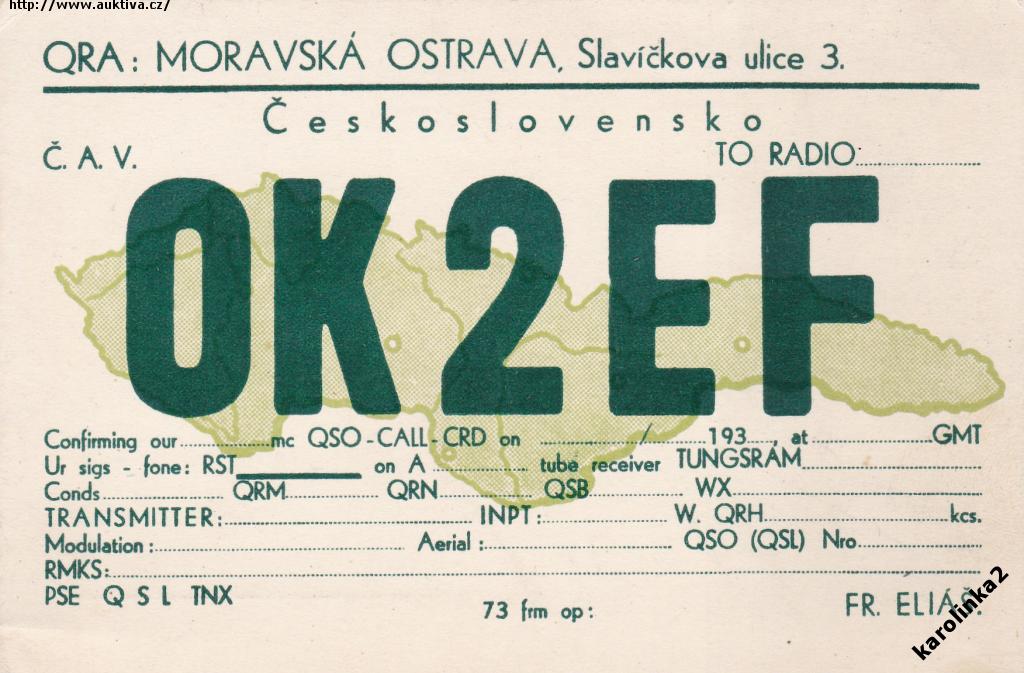 http://www.auktiva.cz/
QRA: MORAVSKÁ OSTRAVA, Slavíčkova ulice 3.
Československo
Č. A. V.
TO RADIO
OK2EF
Confirming our mc QSO-CALL-CRD on / 193 , at GMT
Ur sigs - fone: RST on A tube receiver TUNGSRAM
Conds QRM QRN QSB WX
TRANSMITTER: INPT: W. QRH kcs.
Modulation: Aerial: QSO (QSL) Nro
RMKS:
PSE QSL TNX
73 frm op:
FR. ELIÁŠ.
karolinka2